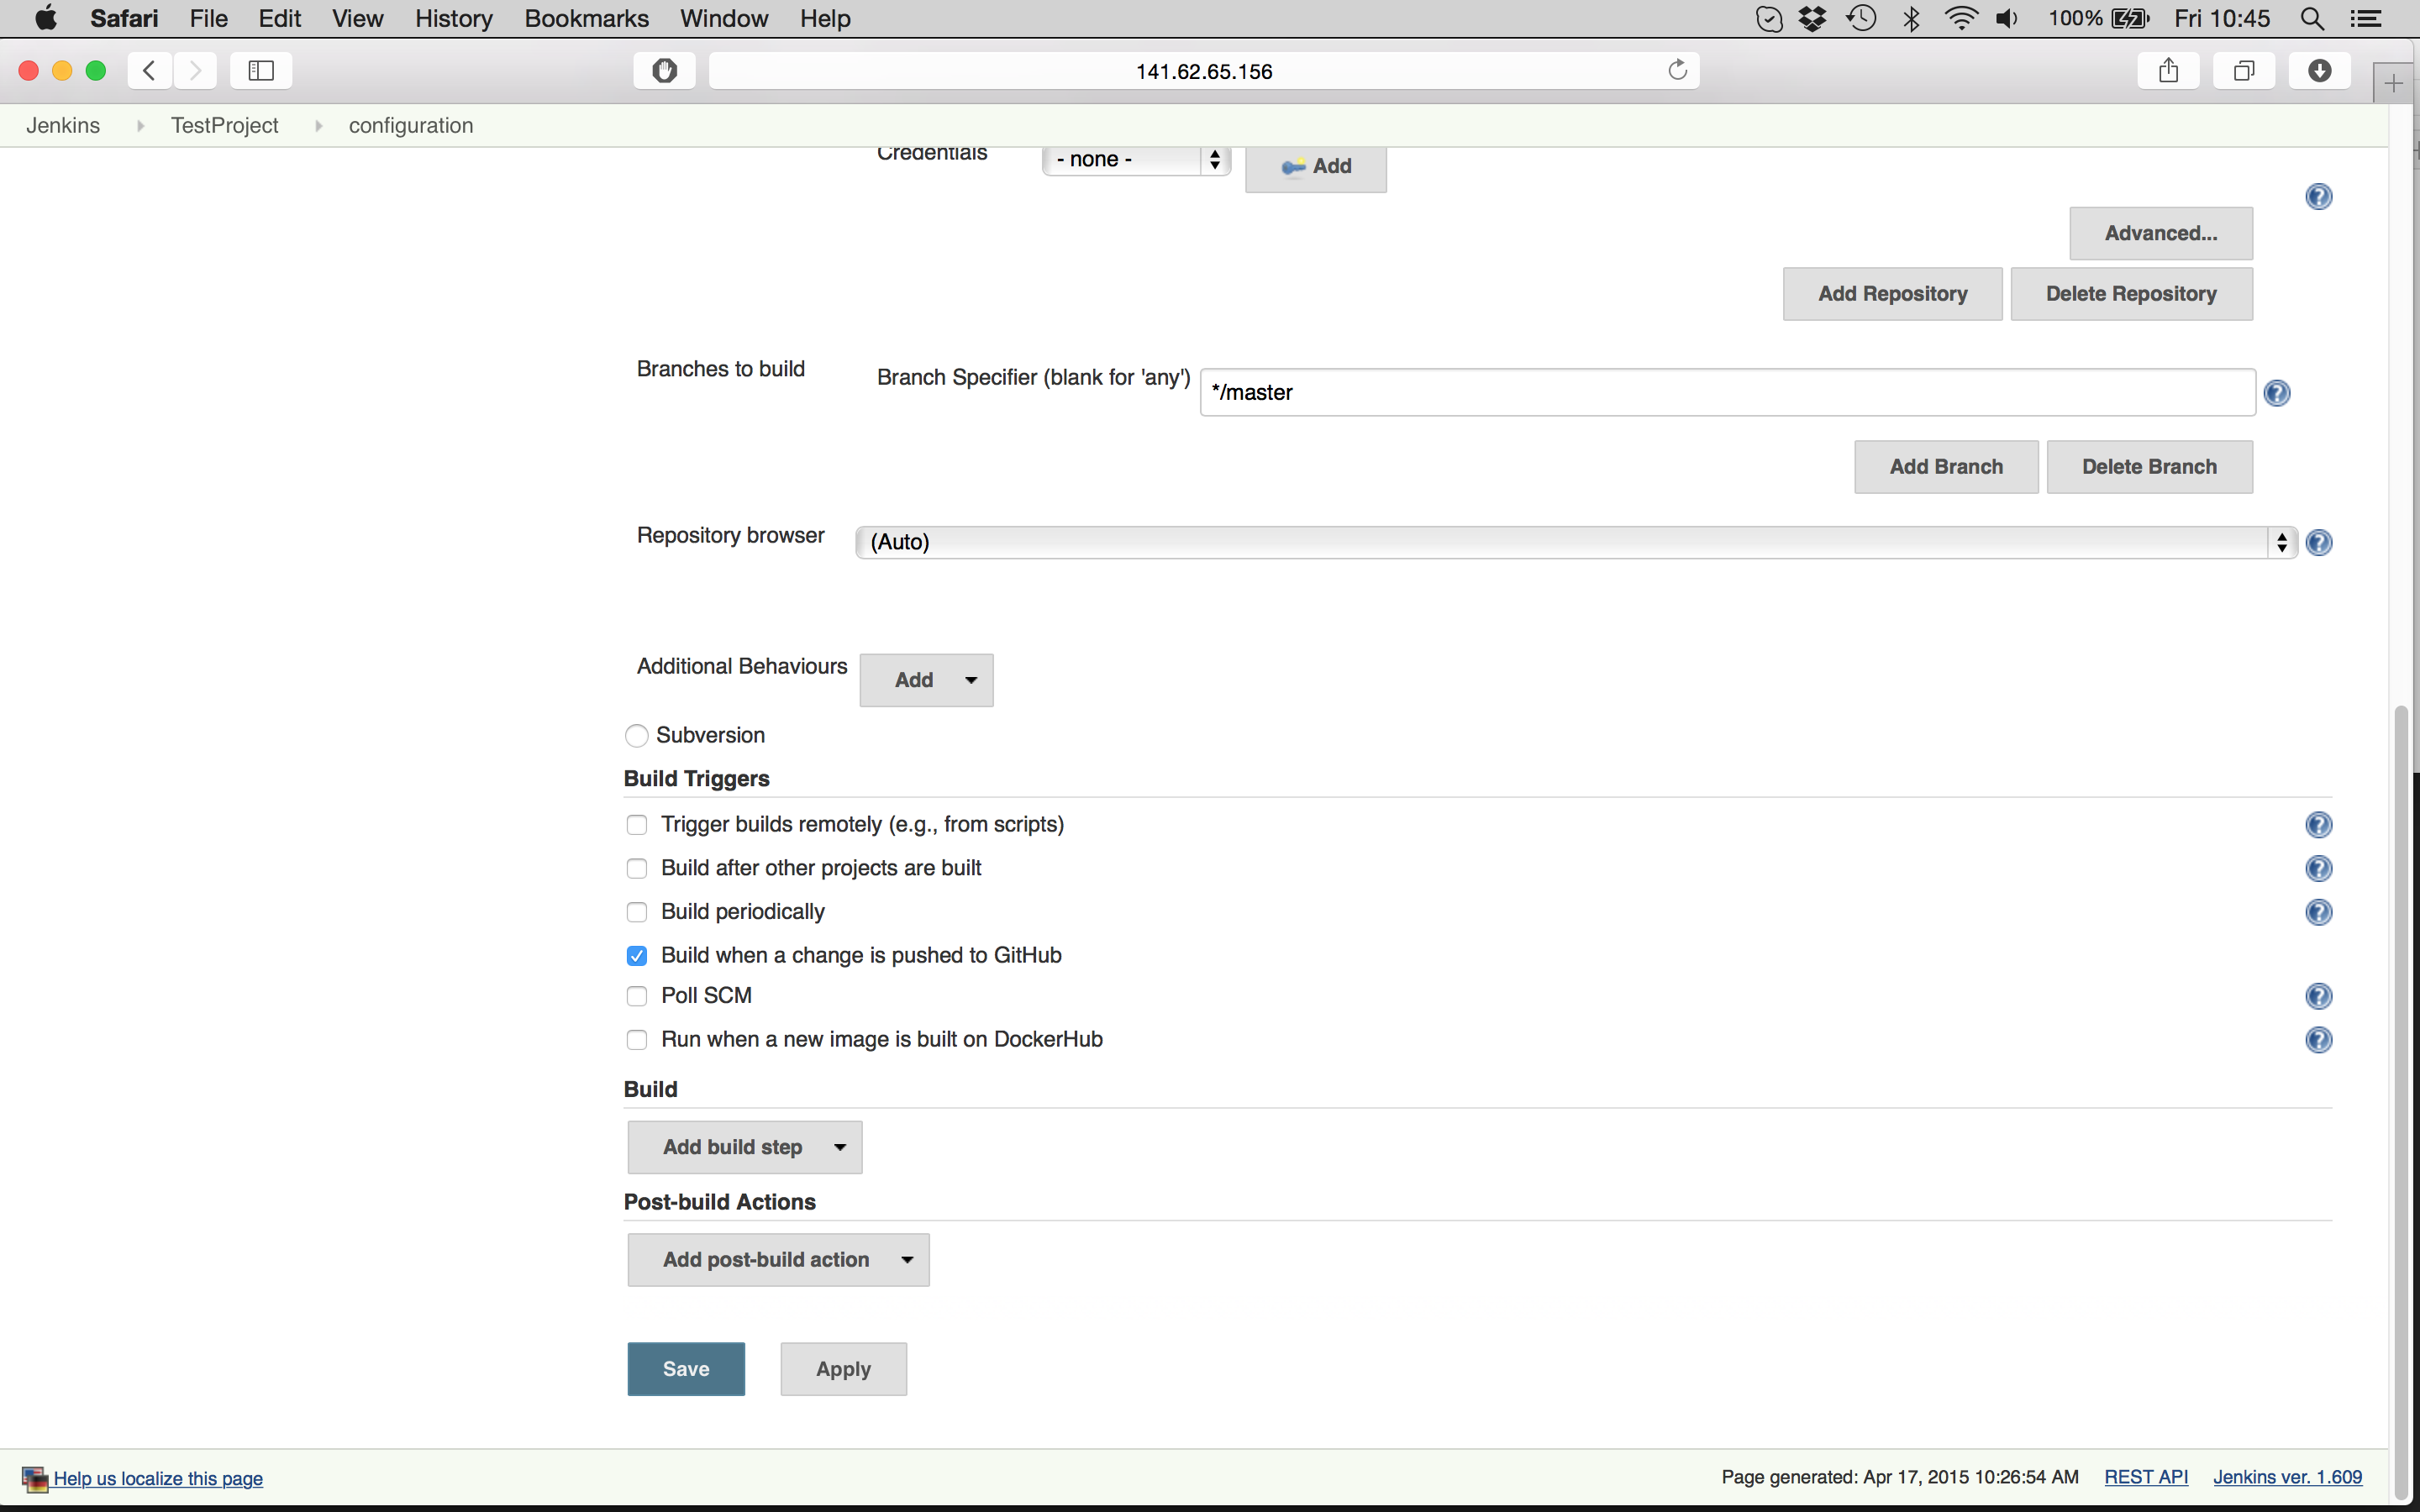 Safari File Edit View History Bookmarks Window Help 100% Fri 10:45
141.62.65.156
Jenkins TestProject configuration
Credentials - none - Add
Advanced...
Add Repository Delete Repository
Branches to build Branch Specifier (blank for 'any') */master
Add Branch Delete Branch
Repository browser (Auto)
Additional Behaviours Add
Subversion
Build Triggers
Trigger builds remotely (e.g., from scripts)
Build after other projects are built
Build periodically
Build when a change is pushed to GitHub
Poll SCM
Run when a new image is built on DockerHub
Build
Add build step
Post-build Actions
Add post-build action
Save Apply
Help us localize this page Page generated: Apr 17, 2015 10:26:54 AM REST API Jenkins ver. 1.609